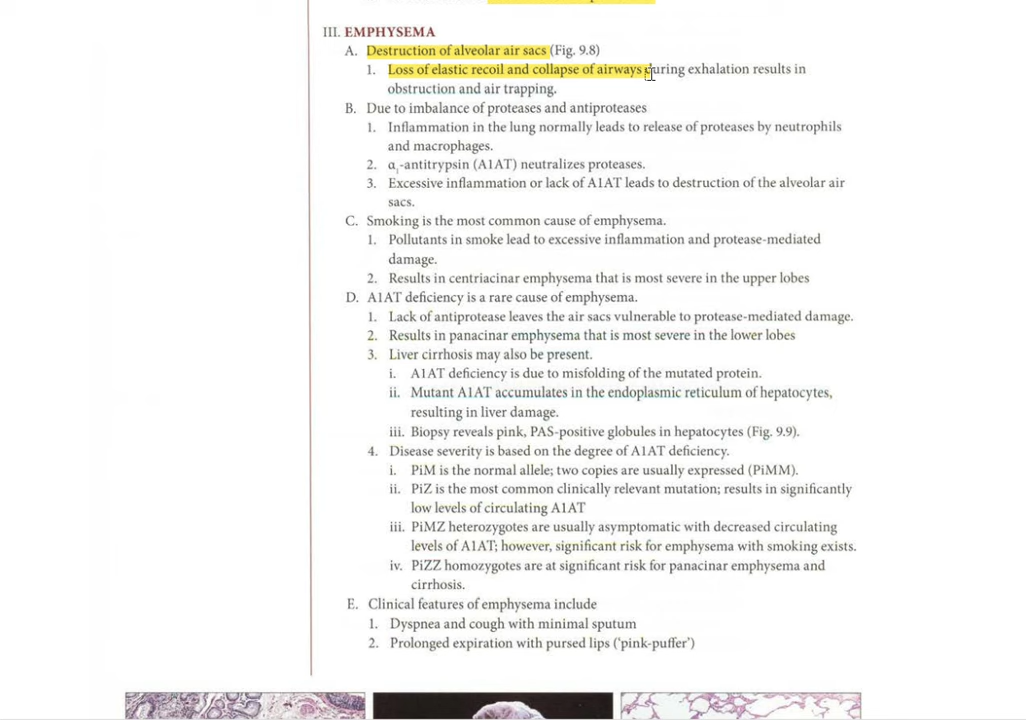 III. EMPHYSEMA
A. Destruction of alveolar air sacs (Fig. 9.8)
1. Loss of elastic recoil and collapse of airways during exhalation results in
obstruction and air trapping.
B. Due to imbalance of proteases and antiproteases
1. Inflammation in the lung normally leads to release of proteases by neutrophils
and macrophages.
2. α₁-antitrypsin (A1AT) neutralizes proteases.
3. Excessive inflammation or lack of A1AT leads to destruction of the alveolar air
sacs.
C. Smoking is the most common cause of emphysema.
1. Pollutants in smoke lead to excessive inflammation and protease-mediated
damage.
2. Results in centriacinar emphysema that is most severe in the upper lobes
D. A1AT deficiency is a rare cause of emphysema.
1. Lack of antiprotease leaves the air sacs vulnerable to protease-mediated damage.
2. Results in panacinar emphysema that is most severe in the lower lobes
3. Liver cirrhosis may also be present.
i. A1AT deficiency is due to misfolding of the mutated protein.
ii. Mutant A1AT accumulates in the endoplasmic reticulum of hepatocytes,
resulting in liver damage.
iii. Biopsy reveals pink, PAS-positive globules in hepatocytes (Fig. 9.9).
4. Disease severity is based on the degree of A1AT deficiency.
i. PiM is the normal allele; two copies are usually expressed (PiMM).
ii. PiZ is the most common clinically relevant mutation; results in significantly
low levels of circulating A1AT
iii. PiMZ heterozygotes are usually asymptomatic with decreased circulating
levels of A1AT; however, significant risk for emphysema with smoking exists.
iv. PiZZ homozygotes are at significant risk for panacinar emphysema and
cirrhosis.
E. Clinical features of emphysema include
1. Dyspnea and cough with minimal sputum
2. Prolonged expiration with pursed lips ('pink-puffer')